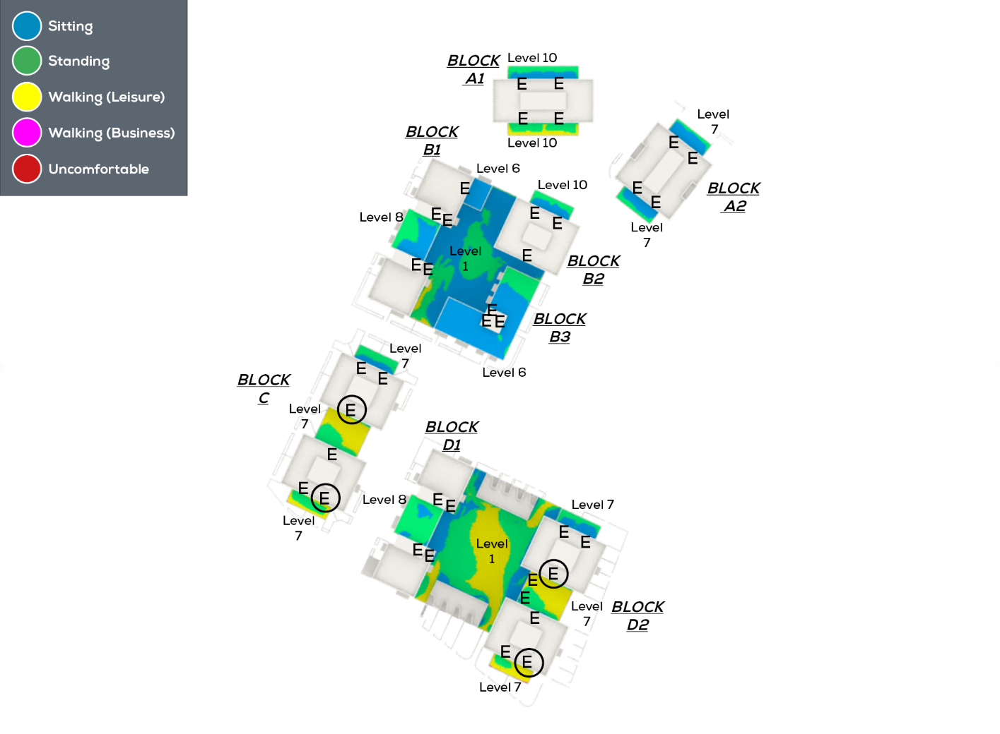 Sitting
Standing
Walking (Leisure)
Walking (Business)
Uncomfortable
BLOCK
A1
Level 10
E E
E E
Level 10
Level
7
E
E
E
E
BLOCK
A2
Level
7
BLOCK
B1
Level 6
E
Level 10
E
E
Level 8
E
E
Level
1
E
E
E
BLOCK
B2
E
E E
BLOCK
B3
Level 6
Level
7
E
E
BLOCK
C
E
Level
7
E
E
E
Level
7
BLOCK
D1
Level 8
E
E
Level 7
E
E
Level
1
E
E
E
E
E
Level
7
BLOCK
D2
E
E
E
Level 7